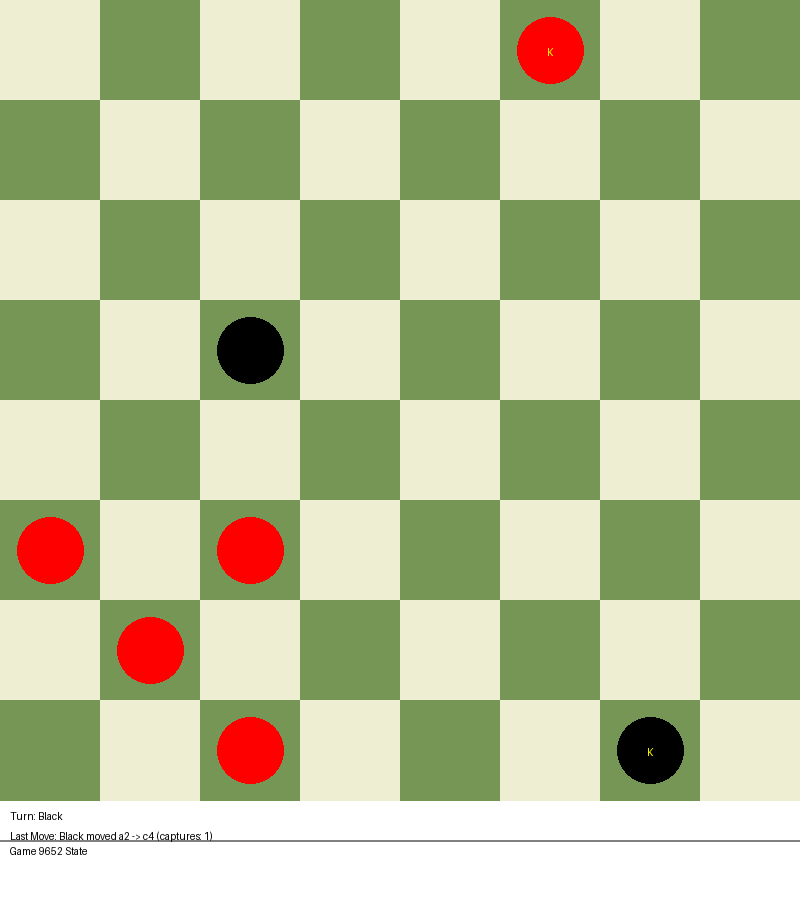 K
K
Turn: Black
Last Move: Black moved a2 -> c4 (captures: 1)
Game 9652 State